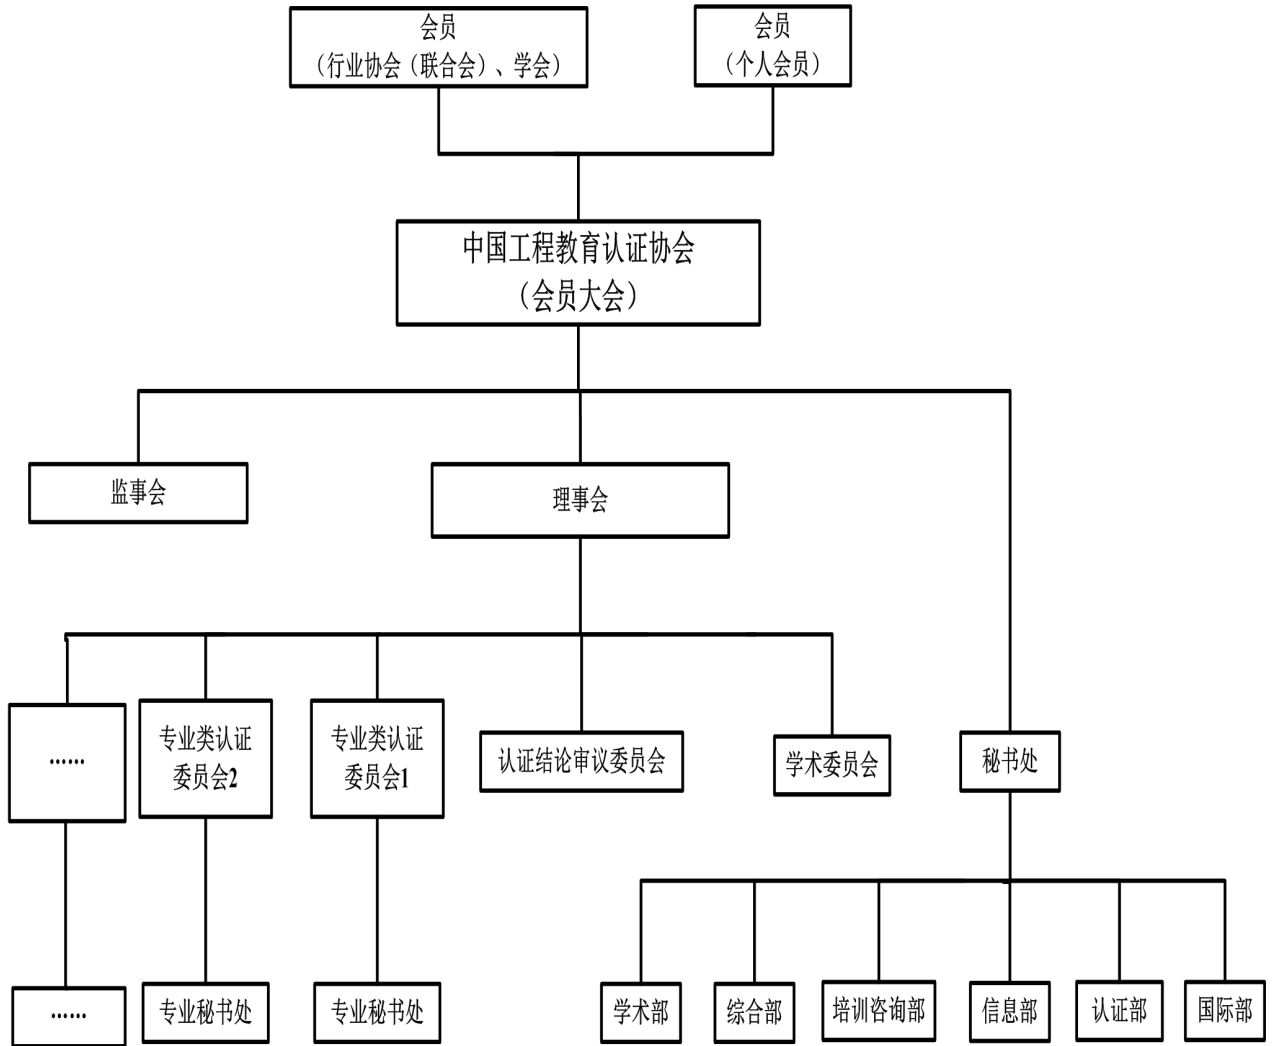 会员
（行业协会（联合会）、学会）
会员
（个人会员）
中国工程教育认证协会
（会员大会）
监事会
理事会
……
专业类认证
委员会2
专业类认证
委员会1
认证结论审议委员会
学术委员会
秘书处
……
专业秘书处
专业秘书处
学术部
综合部
培训咨询部
信息部
认证部
国际部